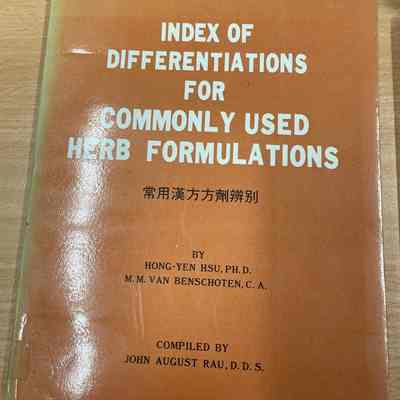 INDEX OF
DIFFERENTIATIONS
FOR
COMMONLY USED
HERB FORMULATIONS
常用漢方方劑辨别
BY
HONG-YEN HSU, PH.D.
M.M. VAN BENSCHOTEN, C.A.
COMPILED BY
JOHN AUGUST RAU, D.D.S.